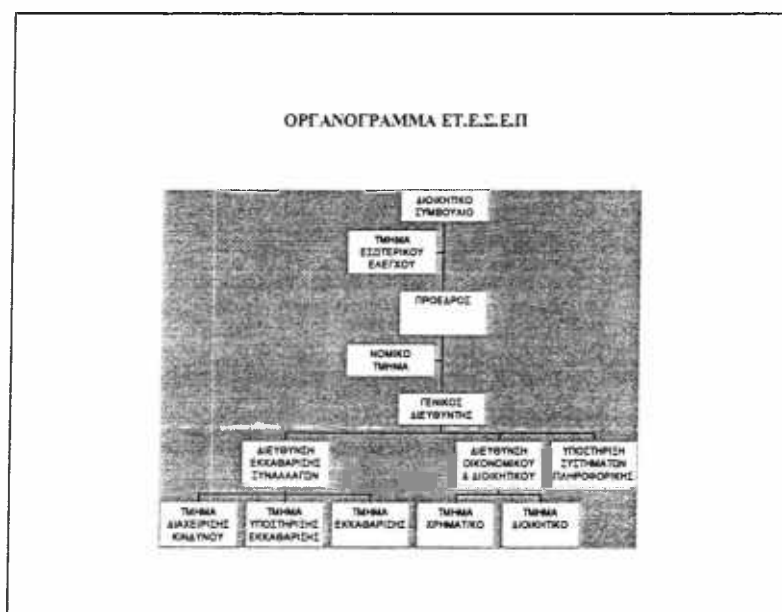 ΟΡΓΑΝΟΓΡΑΜΜΑ ΕΤ.Ε.Σ.Ε.Π
ΔΙΟΙΚΗΤΙΚΟ
ΣΥΜΒΟΥΛΙΟ
ΤΜΗΜΑ
ΕΣΩΤΕΡΙΚΟΥ
ΕΛΕΓΧΟΥ
ΠΡΟΕΔΡΟΣ
ΝΟΜΙΚΟ
ΤΜΗΜΑ
ΓΕΝΙΚΟΣ
ΔΙΕΥΘΥΝΤΗΣ
ΔΙΕΥΘΥΝΣΗ
ΕΚΚΑΘΑΡΙΣΗΣ
ΣΥΝΑΛΛΑΓΩΝ
ΔΙΕΥΘΥΝΣΗ
ΟΙΚΟΝΟΜΙΚΟΥ
& ΔΙΟΙΚΗΤΙΚΟΥ
ΥΠΟΣΤΗΡΙΞΗ
ΣΥΣΤΗΜΑΤΩΝ
ΠΛΗΡΟΦΟΡΙΚΗΣ
ΤΜΗΜΑ
ΔΙΑΧΕΙΡΙΣΗΣ
ΚΙΝΔΥΝΟΥ
ΤΜΗΜΑ
ΥΠΟΣΤΗΡΙΞΗΣ
ΕΚΚΑΘΑΡΙΣΗΣ
ΤΜΗΜΑ
ΕΚΚΑΘΑΡΙΣΗΣ
ΤΜΗΜΑ
ΧΡΗΜΑΤΙΚΟ
ΤΜΗΜΑ
ΔΙΟΙΚΗΤΙΚΟ